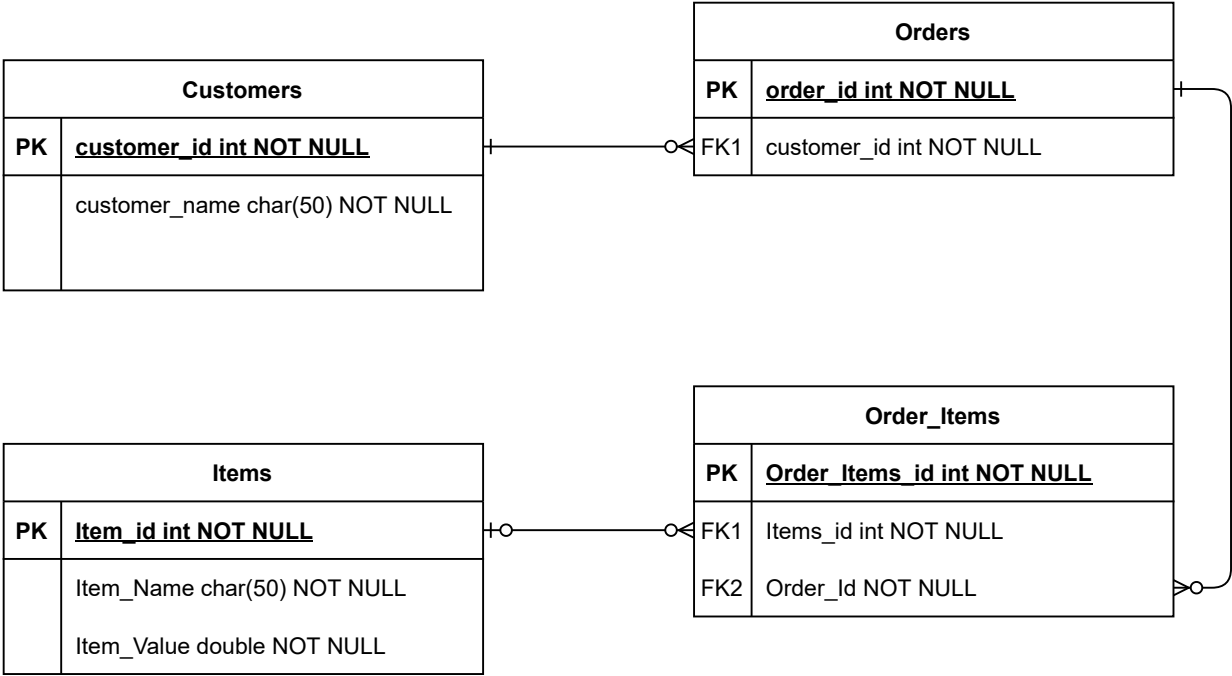 Customers
PK customer_id int NOT NULL
customer_name char(50) NOT NULL
Orders
PK order_id int NOT NULL
FK1 customer_id int NOT NULL
Items
PK Item_id int NOT NULL
Item_Name char(50) NOT NULL
Item_Value double NOT NULL
Order_Items
PK Order_Items_id int NOT NULL
FK1 Items_id int NOT NULL
FK2 Order_Id NOT NULL